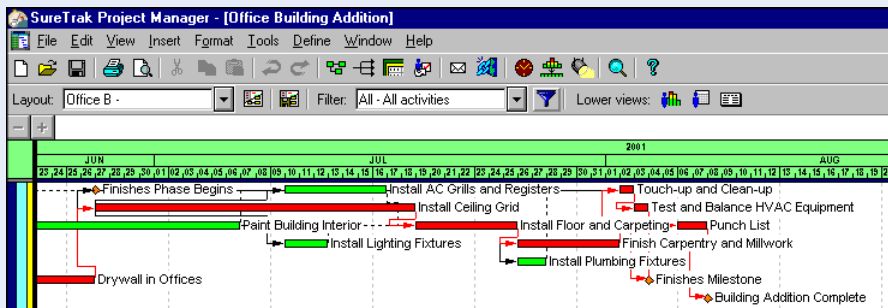 SureTrak Project Manager - [Office Building Addition]
File Edit View Insert Format Tools Define Window Help
Layout: Office B - Filter: All - All activities Lower views:
2001
JUN JUL AUG
23,24,25,26,27,28,29,30,01,02,03,04,05,06,07,08,09,10,11,12,13,14,15,16,17,18,19,20,21,22,23,24,25,26,27,28,29,30,31,01,02,03,04,05,06,07,08,09,10,11,12,13,14,15,16,17,18,19,20,2
Finishes Phase Begins Install AC Grills and Registers Touch-up and Clean-up
Install Ceiling Grid Test and Balance HVAC Equipment
Paint Building Interior Install Floor and Carpeting Punch List
Install Lighting Fixtures Finish Carpentry and Millwork
Install Plumbing Fixtures
Drywall in Offices Finishes Milestone
Building Addition Complete